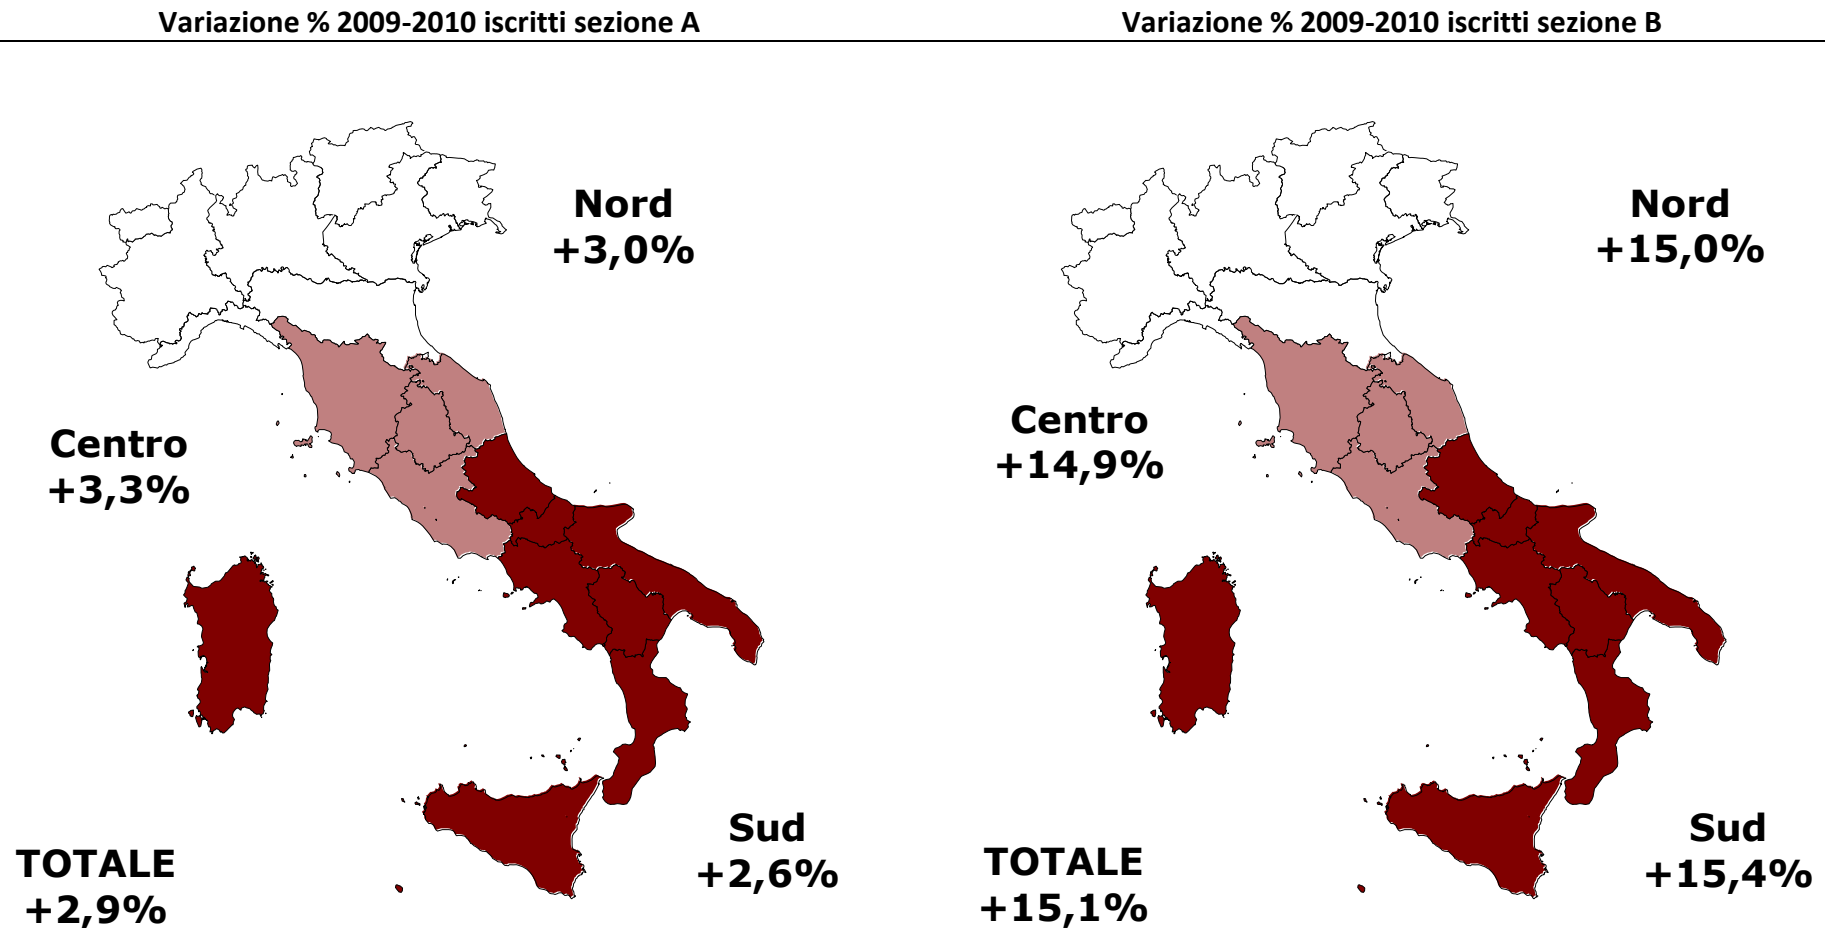 Variazione % 2009-2010 iscritti sezione A
Nord
+3,0%
Centro
+3,3%
Sud
+2,6%
TOTALE
+2,9%
Variazione % 2009-2010 iscritti sezione B
Nord
+15,0%
Centro
+14,9%
Sud
+15,4%
TOTALE
+15,1%